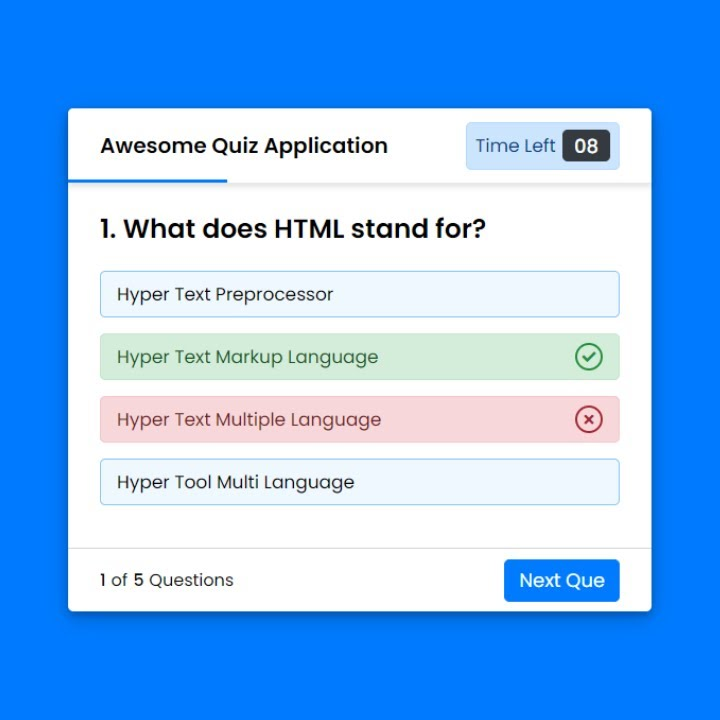 Awesome Quiz Application
Time Left 08
1. What does HTML stand for?
Hyper Text Preprocessor
Hyper Text Markup Language
Hyper Text Multiple Language
Hyper Tool Multi Language
1 of 5 Questions
Next Que